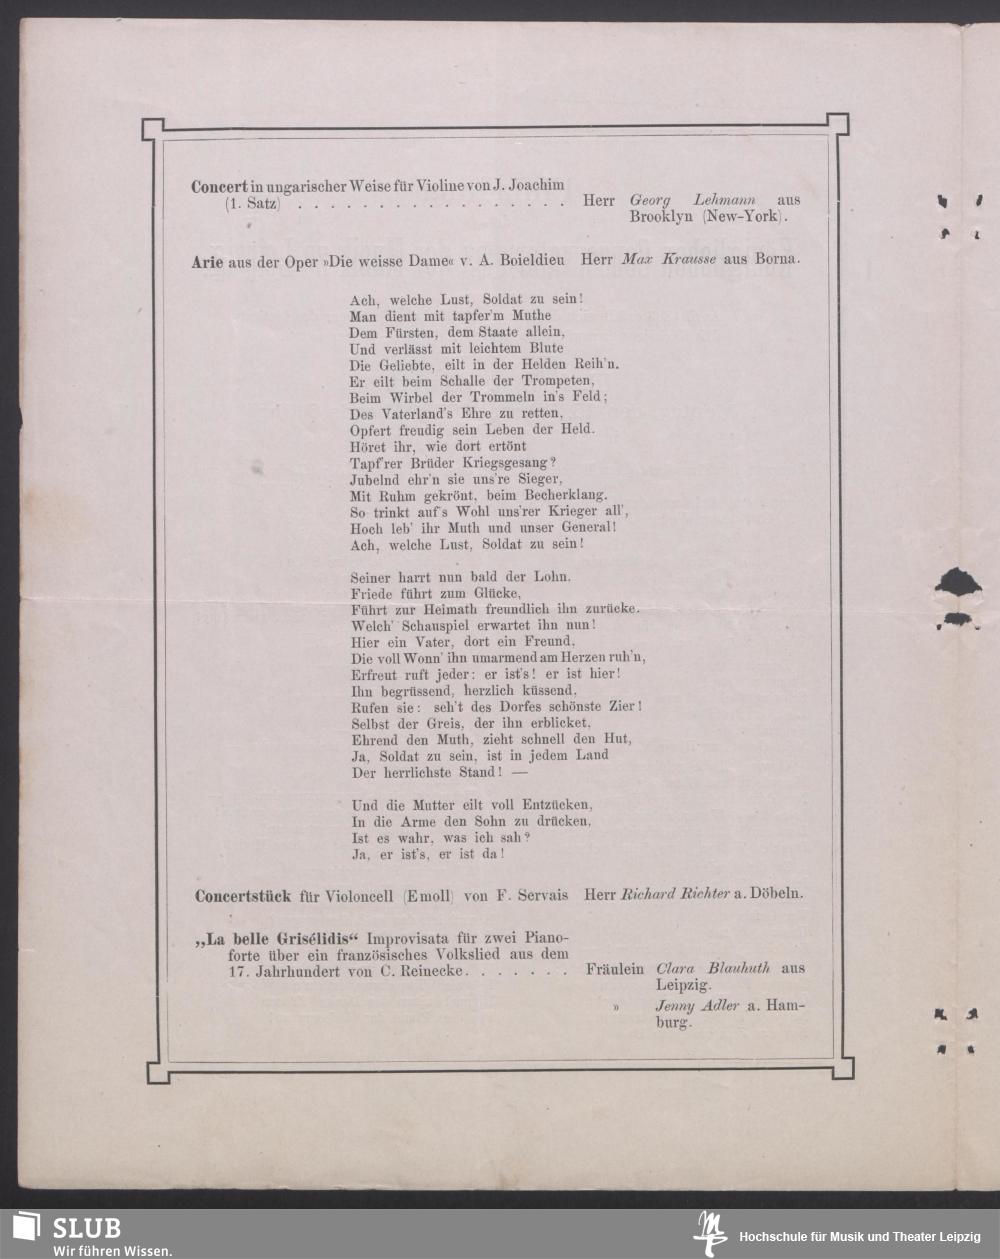 Concert in ungarischer Weise für Violine von J. Joachim
(1. Satz) . . . . . . . . . . . . . . . . . Herr Georg Lehmann aus
Brooklyn (New-York).
Arie aus der Oper »Die weisse Dame« v. A. Boieldieu Herr Max Krausse aus Borna.
Ach, welche Lust, Soldat zu sein!
Man dient mit tapfer'm Muthe
Dem Fürsten, dem Staate allein,
Und verlässt mit leichtem Blute
Die Geliebte, eilt in der Helden Reih'n.
Er eilt beim Schalle der Trompeten,
Beim Wirbel der Trommeln in's Feld;
Des Vaterland's Ehre zu retten,
Opfert freudig sein Leben der Held.
Höret ihr, wie dort ertönt
Tapf'rer Brüder Kriegsgesang?
Jubelnd ehr'n sie uns're Sieger,
Mit Ruhm gekrönt, beim Becherklang.
So trinkt auf's Wohl uns'rer Krieger all',
Hoch leb' ihr Muth und unser General!
Ach, welche Lust, Soldat zu sein!
Seiner harrt nun bald der Lohn.
Friede führt zum Glücke,
Führt zur Heimath freundlich ihn zurücke.
Welch' Schauspiel erwartet ihn nun!
Hier ein Vater, dort ein Freund,
Die voll Wonn' ihn umarmend am Herzen ruh'n,
Erfreut ruft jeder: er ist's! er ist hier!
Ihn begrüssend, herzlich küssend,
Rufen sie: seh't des Dorfes schönste Zier!
Selbst der Greis, der ihn erblicket,
Ehrend den Muth, zieht schnell den Hut,
Ja, Soldat zu sein, ist in jedem Land
Der herrlichste Stand! —
Und die Mutter eilt voll Entzücken,
In die Arme den Sohn zu drücken,
Ist es wahr, was ich sah?
Ja, er ist's, er ist da!
Concertstück für Violoncell (Emoll) von F. Servais Herr Richard Richter a. Döbeln.
„La belle Grisélidis“ Improvisata für zwei Piano-
forte über ein französisches Volkslied aus dem
17. Jahrhundert von C. Reinecke. . . . . . . Fräulein Clara Blauhuth aus
Leipzig.
» Jenny Adler a. Ham-
burg.
SLUB
Wir führen Wissen.
Hochschule für Musik und Theater Leipzig